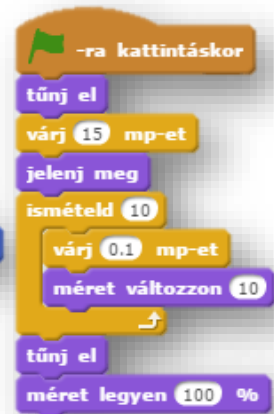 -ra kattintáskor
tűnj el
várj 15 mp-et
jelenj meg
ismételd 10
várj 0.1 mp-et
méret változzon 10
tűnj el
méret legyen 100 %